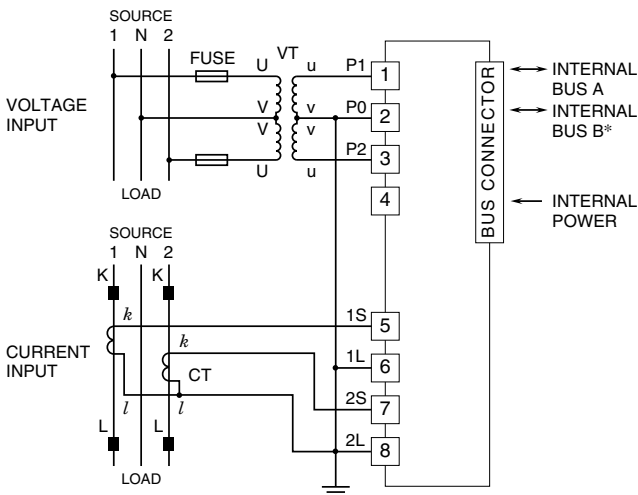 SOURCE
1 N 2
FUSE
VT
U u P1 1
V v P0 2
V v
U u P2 3
4
VOLTAGE
INPUT
LOAD
BUS CONNECTOR
INTERNAL
BUS A
INTERNAL
BUS B*
INTERNAL
POWER
SOURCE
1 N 2
K K
k 1S 5
k 1L 6
CT
CURRENT
INPUT
l l 2S 7
L L 2L 8
LOAD